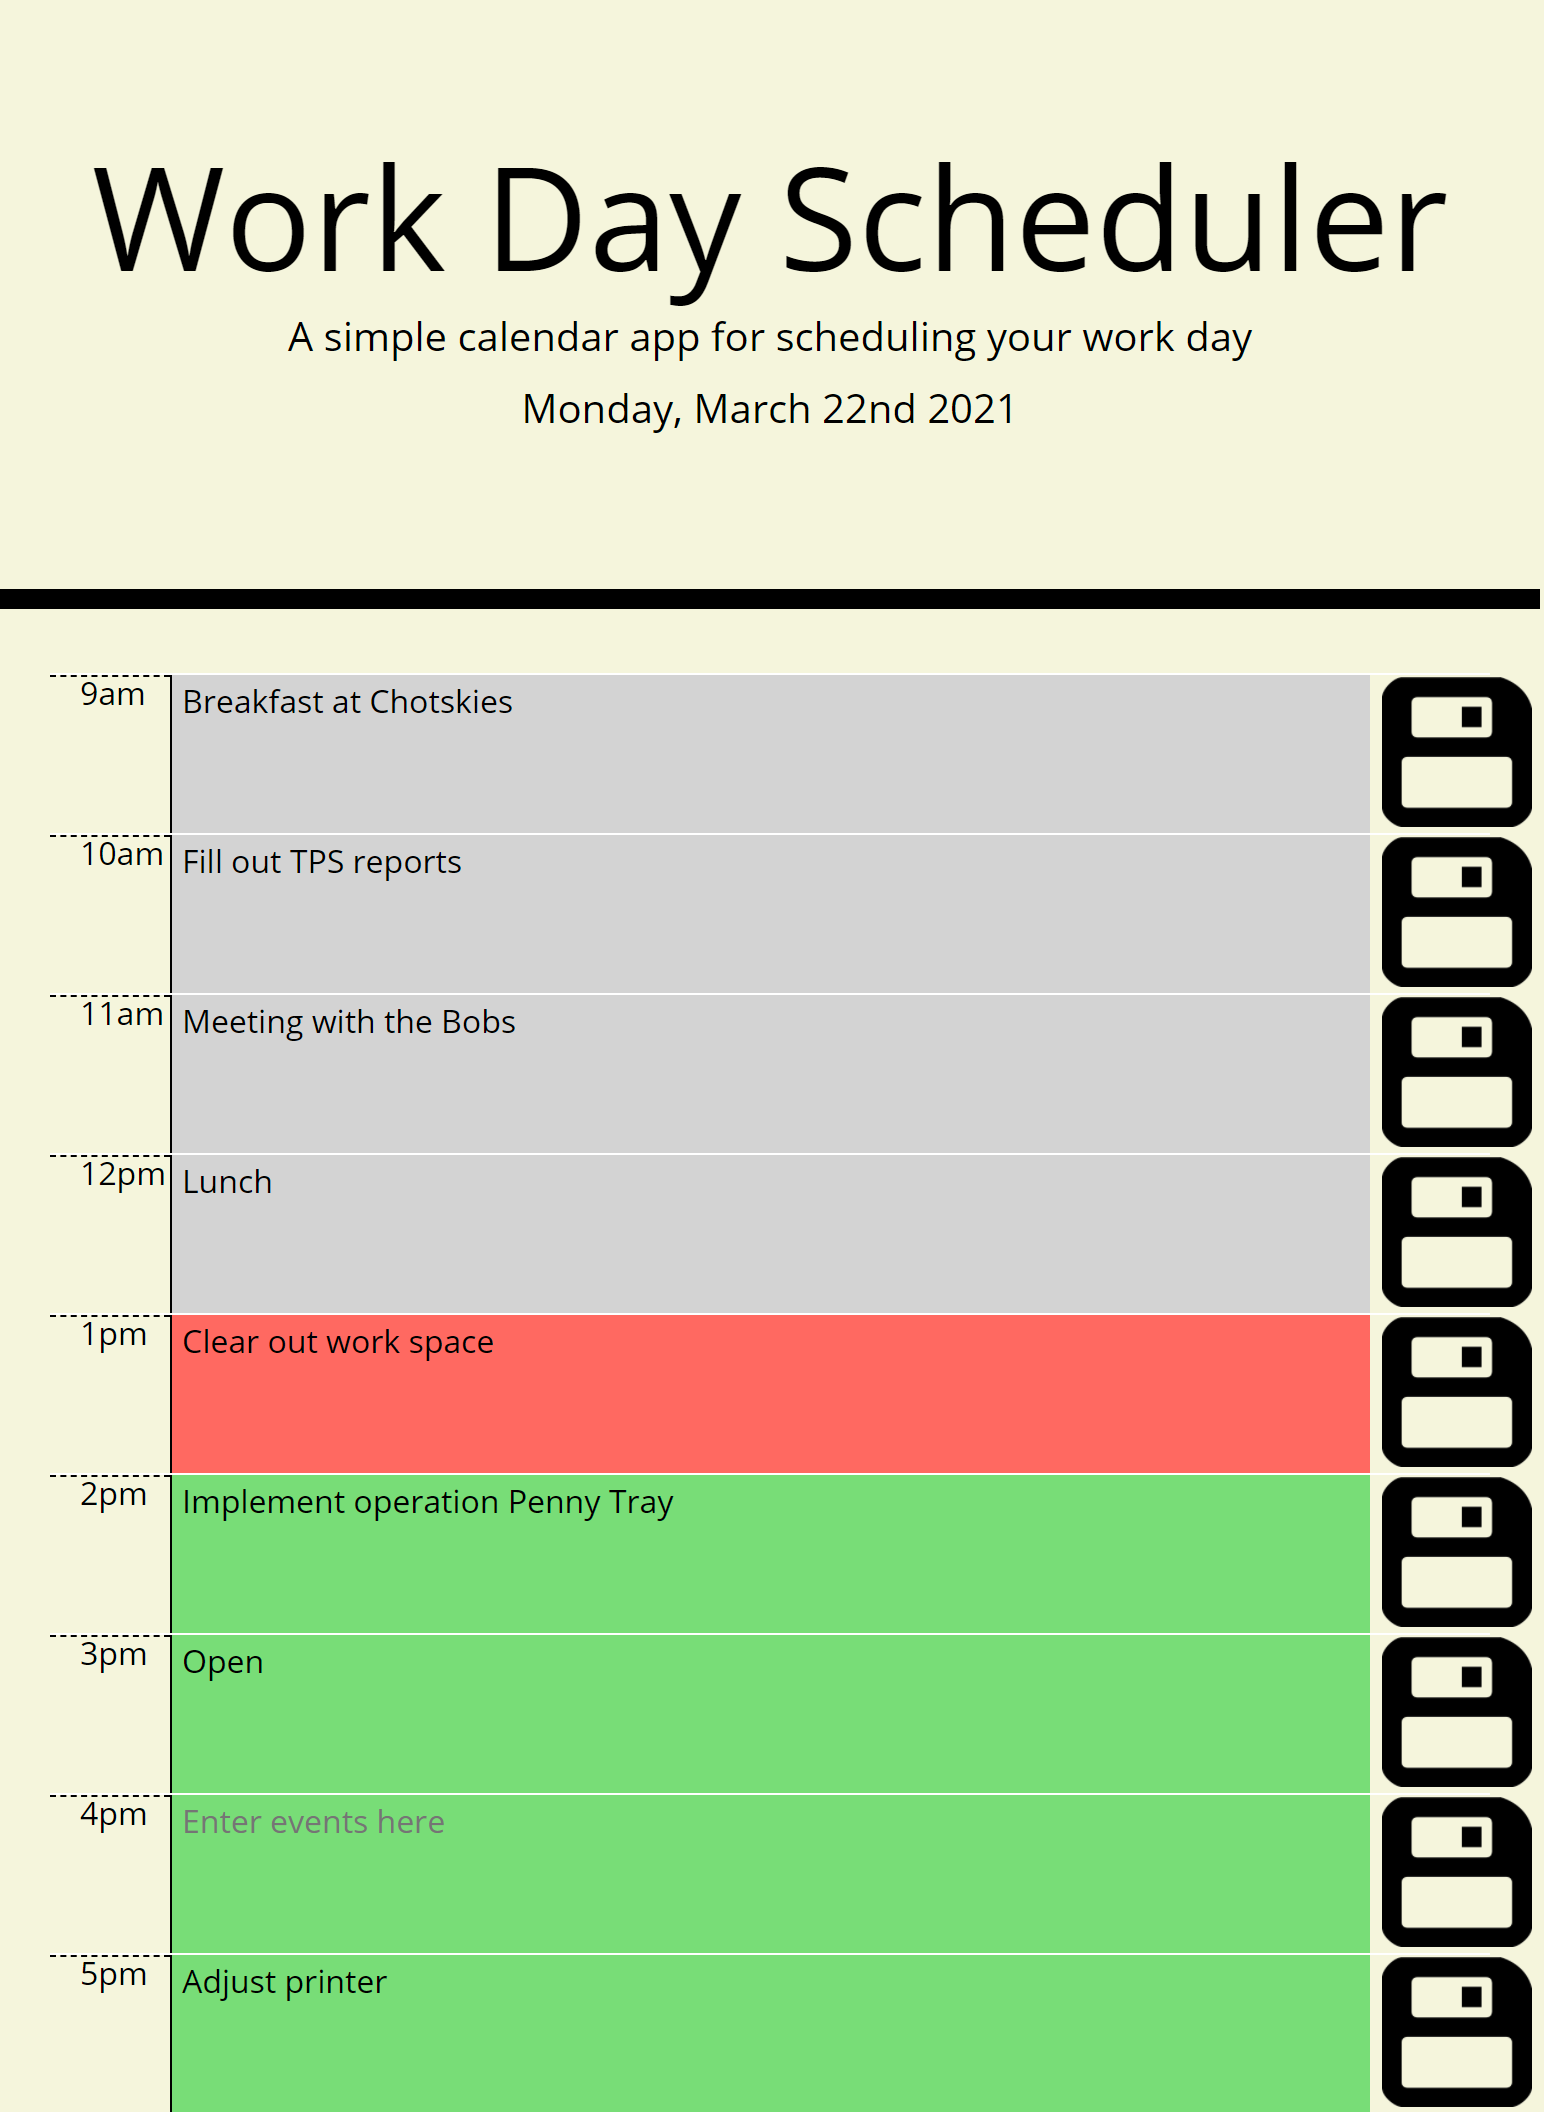 Work Day Scheduler
A simple calendar app for scheduling your work day
Monday, March 22nd 2021
9am Breakfast at Chotskies
10am Fill out TPS reports
11am Meeting with the Bobs
12pm Lunch
1pm Clear out work space
2pm Implement operation Penny Tray
3pm Open
4pm Enter events here
5pm Adjust printer